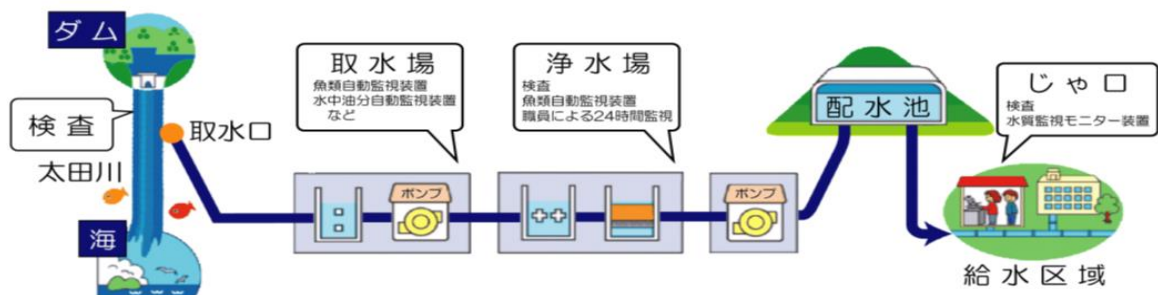 ダム
検査
取水口
太田川
海
取水場
魚類自動監視装置
水中油分自動監視装置
など
ポンプ
浄水場
検査
魚類自動監視装置
職員による24時間監視
ポンプ
配水池
じゃ口
検査
水質監視モニター装置
給水区域